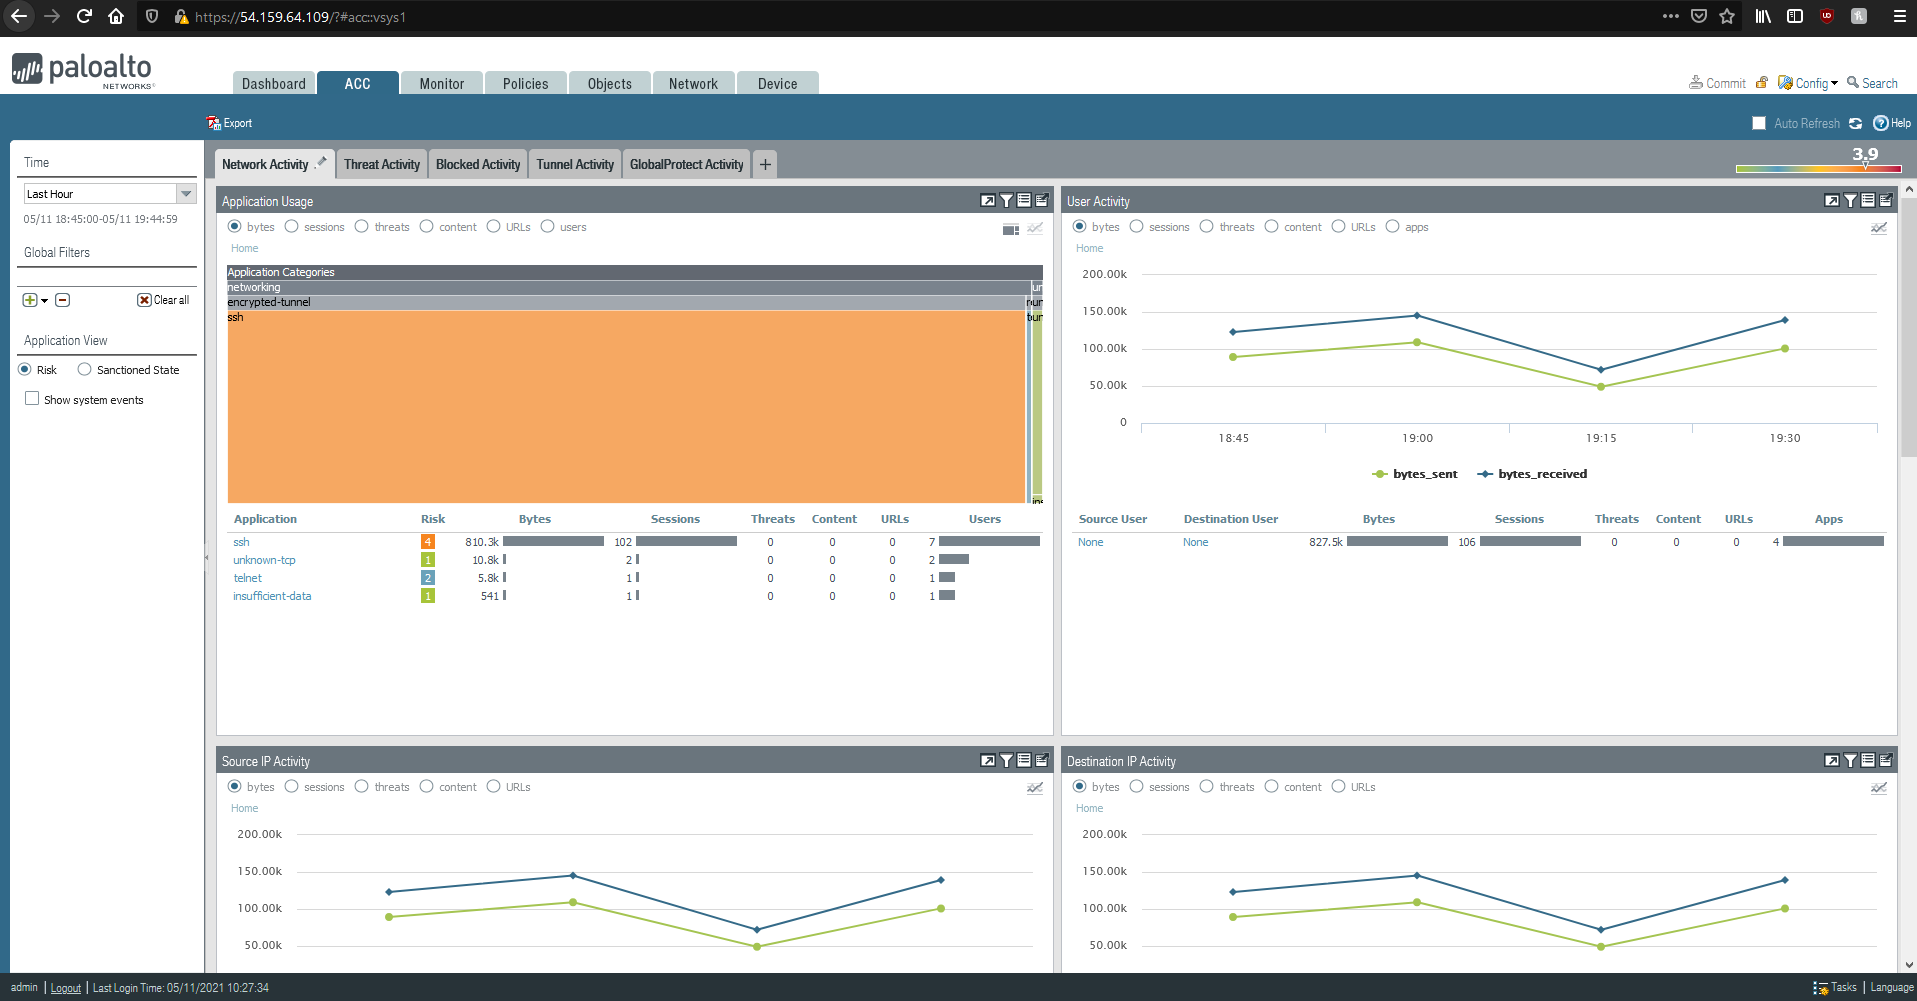 https://54.159.64.109/?#acc::vsys1
paloalto
NETWORKS®
Dashboard ACC Monitor Policies Objects Network Device
Commit Config Search
Export
Auto Refresh Help
Time
Last Hour
05/11 18:45:00-05/11 19:44:59
Global Filters
Clear all
Application View
Risk Sanctioned State
Show system events
Network Activity Threat Activity Blocked Activity Tunnel Activity GlobalProtect Activity +
3.9
Application Usage
bytes sessions threats content URLs users
Home
Application Categories
networking un
encrypted-tunnel
ssh
Application Risk Bytes Sessions Threats Content URLs Users
ssh 4 810.3k 102 0 0 0 7
unknown-tcp 1 10.8k 2 0 0 0 2
telnet 2 5.8k 1 0 0 0 1
insufficient-data 1 541 1 0 0 0 1
User Activity
bytes sessions threats content URLs apps
Home
200.00k
150.00k
100.00k
50.00k
0
18:45 19:00 19:15 19:30
bytes_sent bytes_received
Source User Destination User Bytes Sessions Threats Content URLs Apps
None None 827.5k 106 0 0 0 4
Source IP Activity
bytes sessions threats content URLs
Home
200.00k
150.00k
100.00k
50.00k
Destination IP Activity
bytes sessions threats content URLs
Home
200.00k
150.00k
100.00k
50.00k
admin | Logout | Last Login Time: 05/11/2021 10:27:34
Tasks | Language